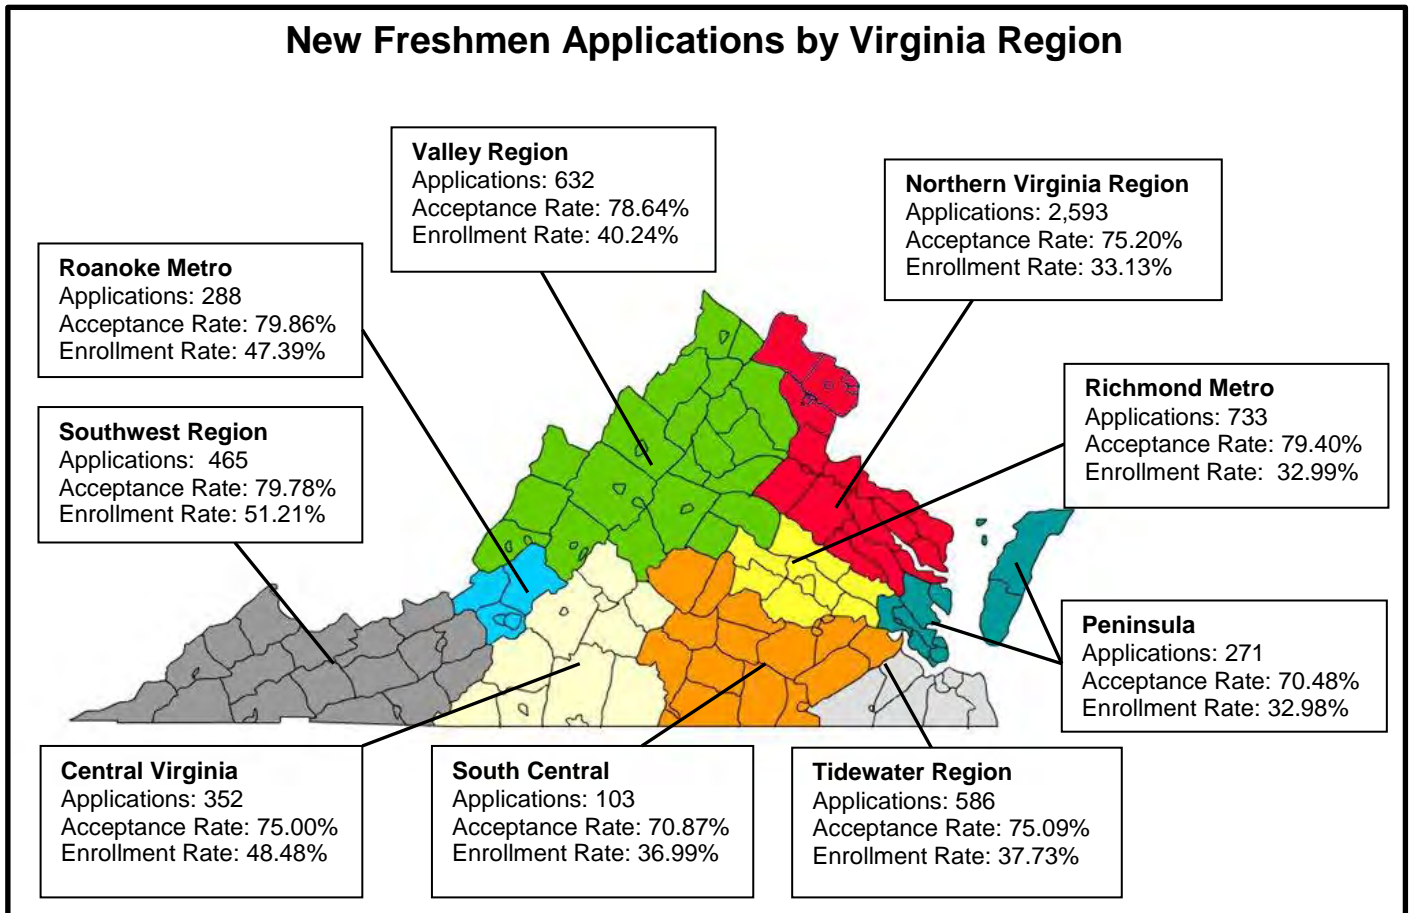 New Freshmen Applications by Virginia Region
Valley Region
Applications: 632
Acceptance Rate: 78.64%
Enrollment Rate: 40.24%
Northern Virginia Region
Applications: 2,593
Acceptance Rate: 75.20%
Enrollment Rate: 33.13%
Roanoke Metro
Applications: 288
Acceptance Rate: 79.86%
Enrollment Rate: 47.39%
Richmond Metro
Applications: 733
Acceptance Rate: 79.40%
Enrollment Rate: 32.99%
Southwest Region
Applications: 465
Acceptance Rate: 79.78%
Enrollment Rate: 51.21%
Peninsula
Applications: 271
Acceptance Rate: 70.48%
Enrollment Rate: 32.98%
Central Virginia
Applications: 352
Acceptance Rate: 75.00%
Enrollment Rate: 48.48%
South Central
Applications: 103
Acceptance Rate: 70.87%
Enrollment Rate: 36.99%
Tidewater Region
Applications: 586
Acceptance Rate: 75.09%
Enrollment Rate: 37.73%